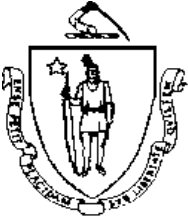 ENSE PETIT
PLACIDAM
SUB LIBERTATE
QUIETEM